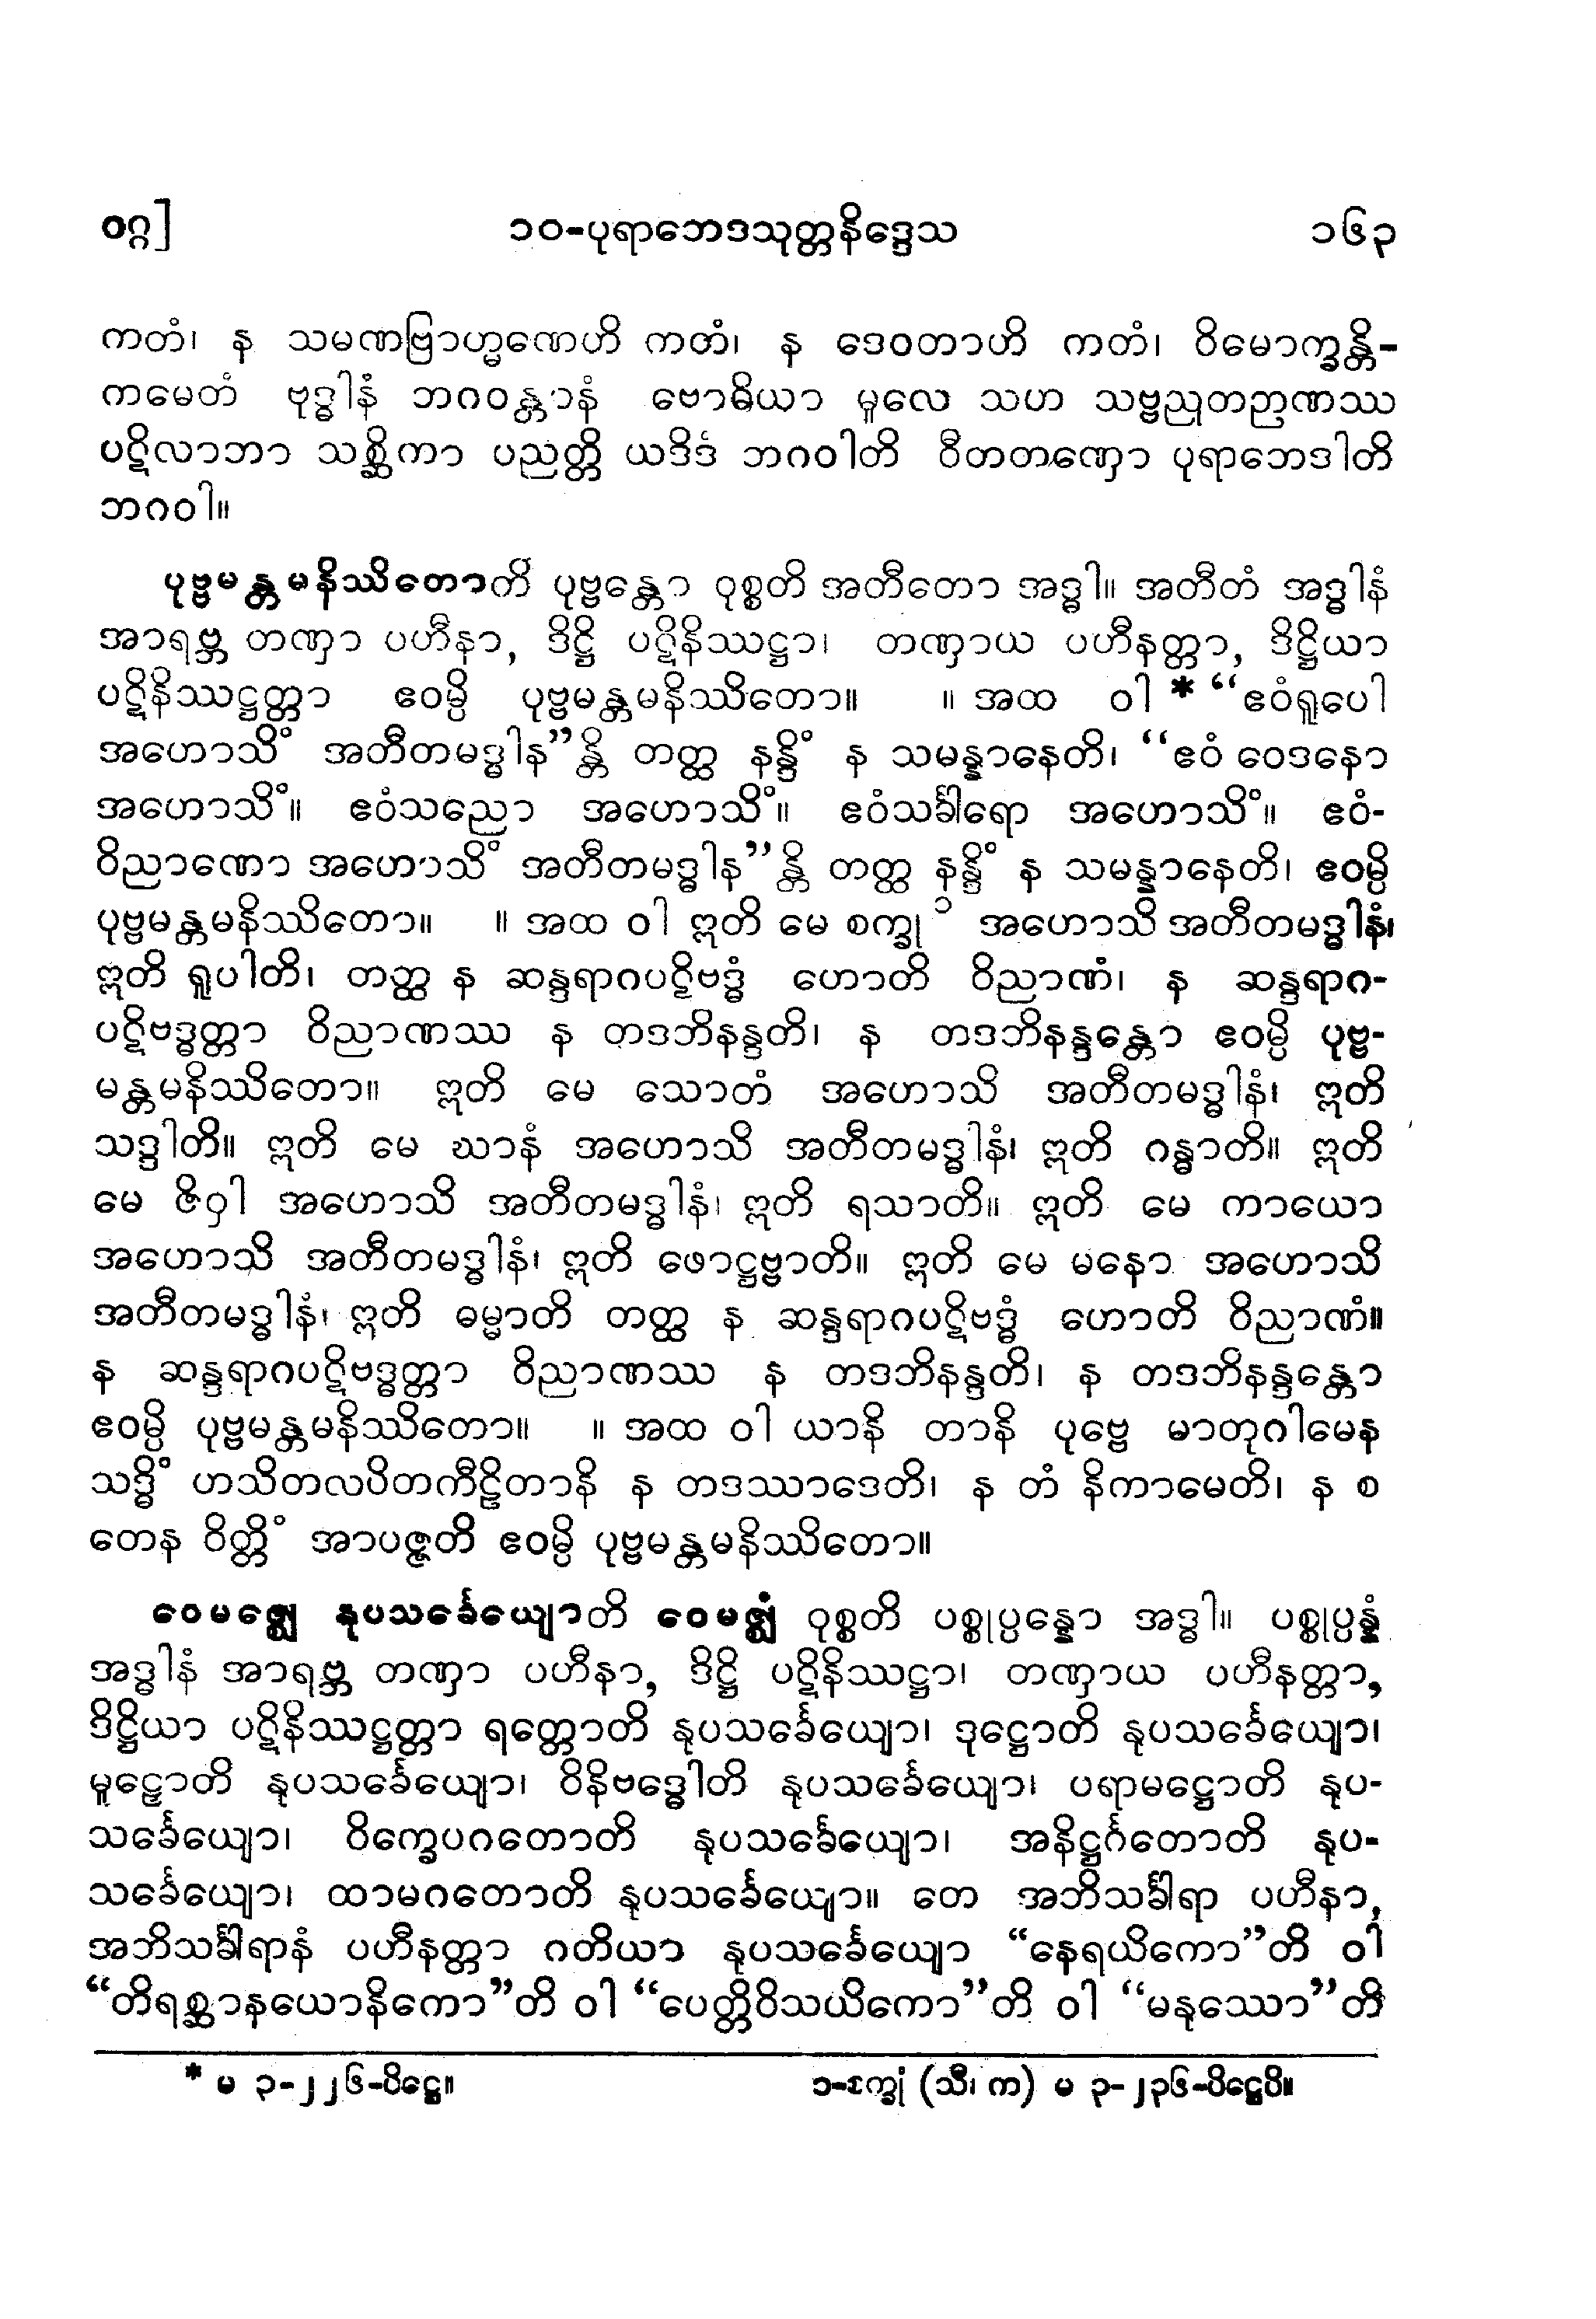 ဝဂ္ဂ]	၁၀-ပုရာဘေဒသုတ္တနိဒ္ဒေသ	၁၆၃
ကတံ၊ န သမဏဗြာဟ္မဏေဟိ ကတံ၊ န ဒေဝတာဟိ ကတံ၊ ဝိမောက္ခန္တိ-
ကမေတံ ဗုဒ္ဓါနံ ဘဂဝန္တာနံ ဗောဓိယာ မူလေ သဟ သဗ္ဗညုတဉာဏဿ
ပဋိလာဘာ သစ္ဆိကာ ပညတ္တိ ယဒိဒံ ဘဂဝါတိ ဝီတတဏှော ပုရာဘေဒါတိ
ဘဂဝါ။
ပုဗ္ဗမန္တမနိဿိတောတိ ပုဗ္ဗန္တော ဝုစ္စတိ အတီတော အဒ္ဓါ။ အတီတံ အဒ္ဓါနံ
အာရဗ္ဘ တဏှာ ပဟီနာ, ဒိဋ္ဌိ ပဋိနိဿဋ္ဌာ၊ တဏှာယ ပဟီနတ္တာ, ဒိဋ္ဌိယာ
ပဋိနိဿဋ္ဌတ္တာ ဧဝမ္ပိ ပုဗ္ဗမန္တမနိဿိတော။ ။ အထ ဝါ * “ဧဝံရူပေါ
အဟောသိံ အတီတမဒ္ဓါန”န္တိ တတ္ထ နန္ဒိံ န သမန္နာနေတိ၊ “ဧဝံ ဝေဒနော
အဟောသိံ။ ဧဝံသညော အဟောသိံ။ ဧဝံသင်္ခါရော အဟောသိံ။ ဧဝံ-
ဝိညာဏော အဟောသိံ အတီတမဒ္ဓါန”န္တိ တတ္ထ နန္ဒိံ န သမန္နာနေတိ၊ ဧဝမ္ပိ
ပုဗ္ဗမန္တမနိဿိတော။ ။ အထ ဝါ ဣတိ မေ စက္ခု ၁ အဟောသိ အတီတမဒ္ဓါနံ၊
ဣတိ ရူပါတိ၊ တတ္ထ န ဆန္ဒရာဂပဋိဗဒ္ဓံ ဟောတိ ဝိညာဏံ၊ န ဆန္ဒရာဂ-
ပဋိဗဒ္ဓတ္တာ ဝိညာဏဿ န တဒဘိနန္ဒတိ၊ န တဒဘိနန္ဒန္တော ဧဝမ္ပိ ပုဗ္ဗ-
မန္တမနိဿိတော။ ဣတိ မေ သောတံ အဟောသိ အတီတမဒ္ဓါနံ၊ ဣတိ
သဒ္ဒါတိ။ ဣတိ မေ ဃာနံ အဟောသိ အတီတမဒ္ဓါနံ၊ ဣတိ ဂန္ဓာတိ။ ဣတိ
မေ ဇိဝှါ အဟောသိ အတီတမဒ္ဓါနံ၊ ဣတိ ရသာတိ။ ဣတိ မေ ကာယော
အဟောသိ အတီတမဒ္ဓါနံ၊ ဣတိ ဖောဋ္ဌဗ္ဗာတိ။ ဣတိ မေ မနော အဟောသိ
အတီတမဒ္ဓါနံ၊ ဣတိ ဓမ္မာတိ တတ္ထ န ဆန္ဒရာဂပဋိဗဒ္ဓံ ဟောတိ ဝိညာဏံ။
န ဆန္ဒရာဂပဋိဗဒ္ဓတ္တာ ဝိညာဏဿ န တဒဘိနန္ဒတိ၊ န တဒဘိနန္ဒန္တော
ဧဝမ္ပိ ပုဗ္ဗမန္တမနိဿိတော။ ။ အထ ဝါ ယာနိ တာနိ ပုဗ္ဗေ မာတုဂါမေန
သဒ္ဓိံ ဟသိတလပိတကီဠိတာနိ န တဒဿာဒေတိ၊ န တံ နိကာမေတိ၊ န စ
တေန ဝိတ္တိံ အာပဇ္ဇတိ ဧဝမ္ပိ ပုဗ္ဗမန္တမနိဿိတော။
ဝေမဇ္ဈေ နုပသင်္ခေယျောတိ ဝေမဇ္ဈံ ဝုစ္စတိ ပစ္စုပ္ပန္နော အဒ္ဓါ။ ပစ္စုပ္ပန္နံ
အဒ္ဓါနံ အာရဗ္ဘ တဏှာ ပဟီနာ, ဒိဋ္ဌိ ပဋိနိဿဋ္ဌာ၊ တဏှာယ ပဟီနတ္တာ,
ဒိဋ္ဌိယာ ပဋိနိဿဋ္ဌတ္တာ ရတ္တောတိ နုပသင်္ခေယျော၊ ဒုဋ္ဌောတိ နုပသင်္ခေယျော၊
မူဠှောတိ နုပသင်္ခေယျော၊ ဝိနိဗဒ္ဓေါတိ နုပသင်္ခေယျော၊ ပရာမဋ္ဌောတိ နုပ-
သင်္ခေယျော၊ ဝိက္ခေပဂတောတိ နုပသင်္ခေယျော၊ အနိဋ္ဌင်္ဂတောတိ နုပ-
သင်္ခေယျော၊ ထာမဂတောတိ နုပသင်္ခေယျော။ တေ အဘိသင်္ခါရာ ပဟီနာ,
အဘိသင်္ခါရာနံ ပဟီနတ္တာ ဂတိယာ နုပသင်္ခေယျော “နေရယိကော”တိ ဝါ
“တိရစ္ဆာနယောနိကော”တိ ဝါ “ပေတ္တိဝိသယိကော”တိ ဝါ “မနုဿော”တိ
* မ ၃-၂၂၆-ပိဋ္ဌေ။	၁-စက္ခုံ (သီ၊ က) မ ၃-၂၃၆-ပိဋ္ဌေပိ။